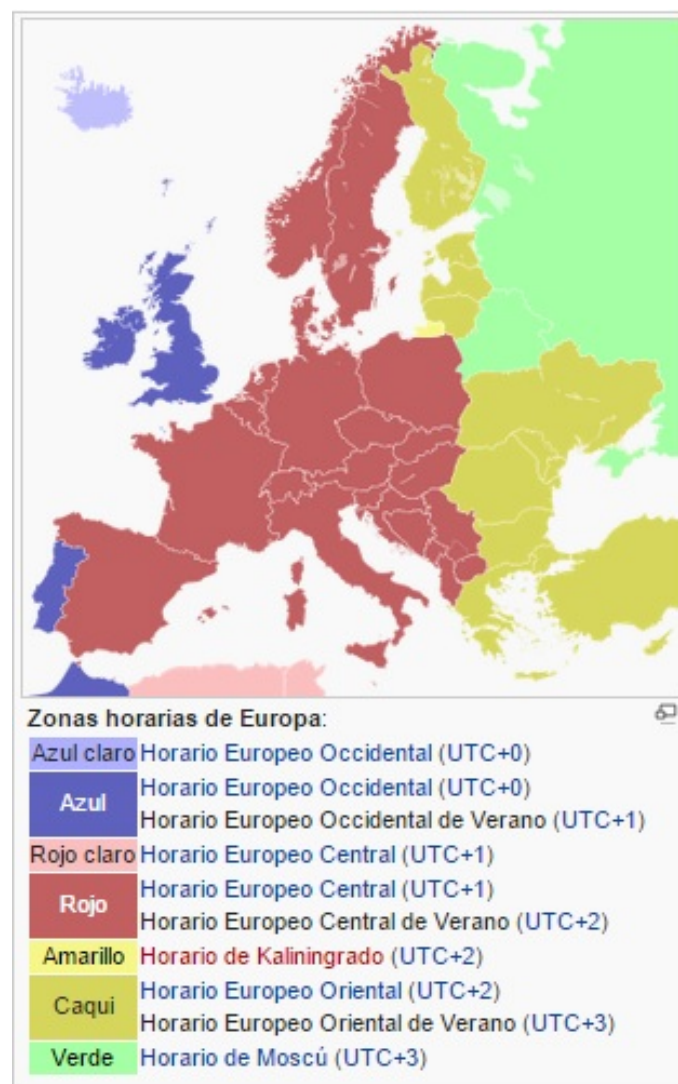 Zonas horarias de Europa:
Azul claro Horario Europeo Occidental (UTC+0)
Azul Horario Europeo Occidental (UTC+0)
Horario Europeo Occidental de Verano (UTC+1)
Rojo claro Horario Europeo Central (UTC+1)
Rojo Horario Europeo Central (UTC+1)
Horario Europeo Central de Verano (UTC+2)
Amarillo Horario de Kaliningrado (UTC+2)
Caqui Horario Europeo Oriental (UTC+2)
Horario Europeo Oriental de Verano (UTC+3)
Verde Horario de Moscú (UTC+3)